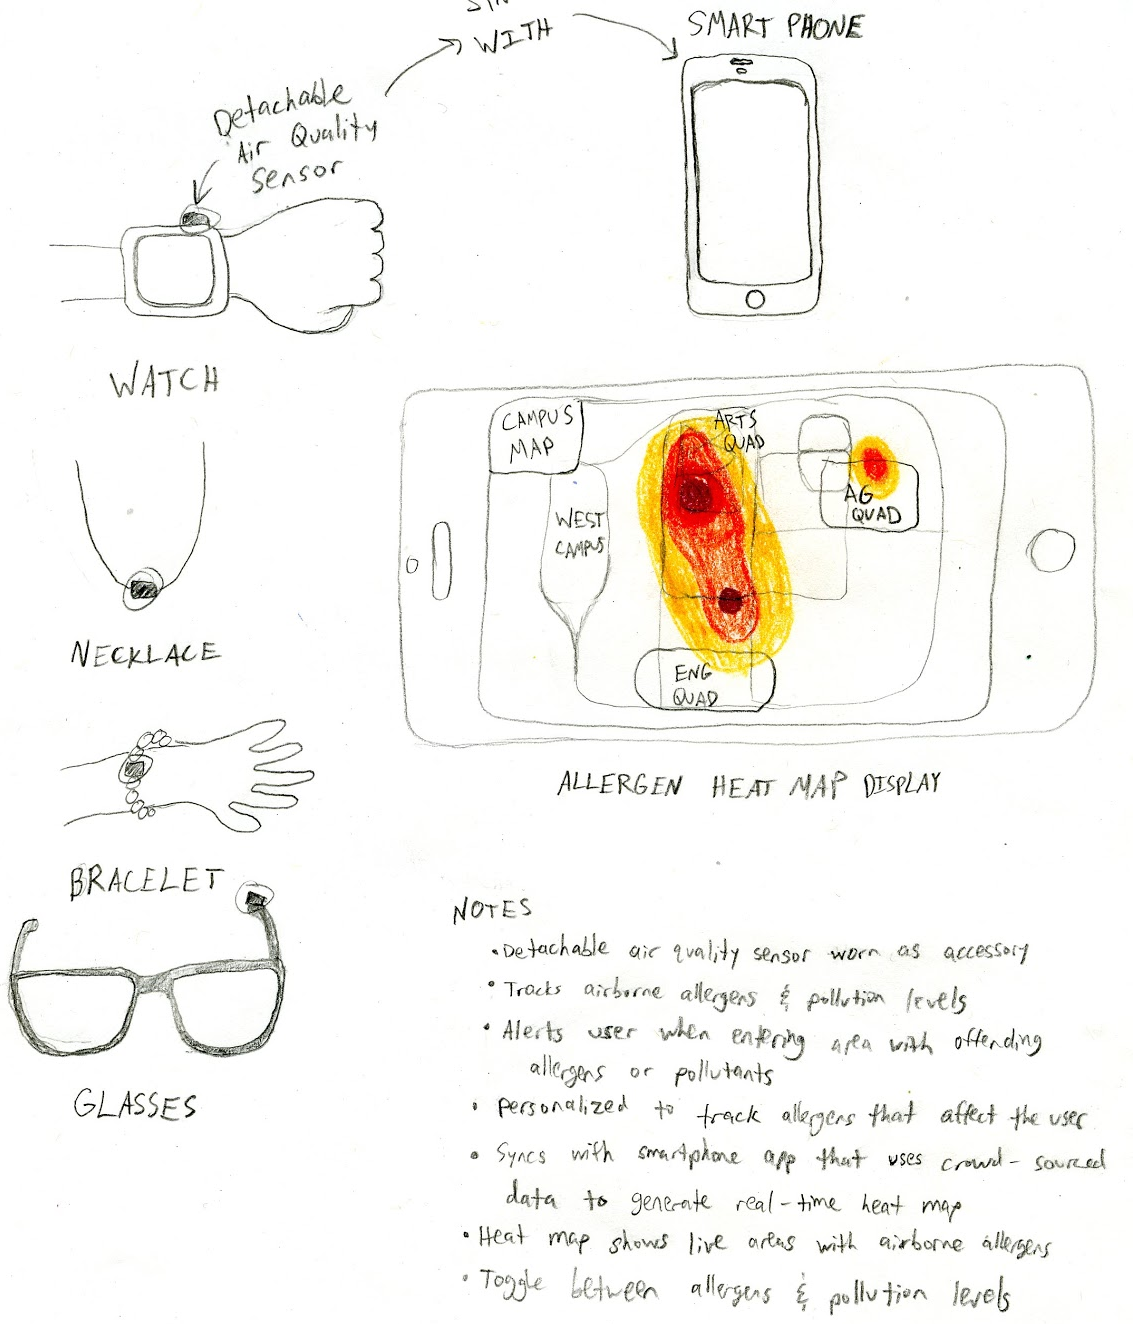 WITH
SMART PHONE
Detachable
Air Quality
Sensor
WATCH
NECKLACE
BRACELET
GLASSES
CAMPUS
MAP
ARTS
QUAD
WEST
CAMPUS
AG
QUAD
ENG
QUAD
ALLERGEN HEAT MAP DISPLAY
NOTES
• Detachable air quality sensor worn as accessory
• Tracks airborne allergens & pollution levels
• Alerts user when entering area with offending
allergens or pollutants
• Personalized to track allergens that affect the user
• Syncs with smartphone app that uses crowd-sourced
data to generate real-time heat map
• Heat map shows live areas with airborne allergens
• Toggle between allergens & pollution levels